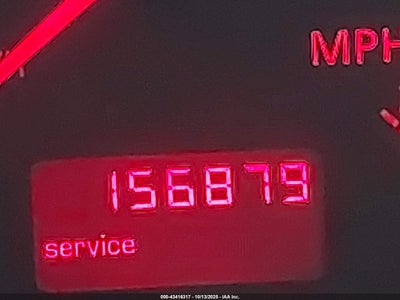 MPH
156879
service
000-43416317 - 10/13/2025 - IAA Inc.